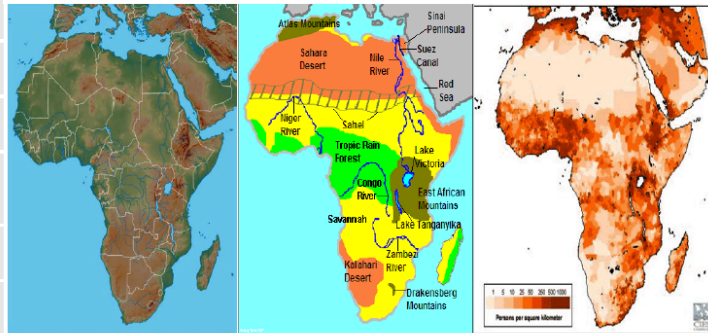 Atlas Mountains
Sinai
Peninsula
Sahara
Desert
Nile
River
Suez
Canal
Red
Sea
Niger
River
Sahel
Tropic Rain
Forest
Lake
Victoria
Congo
River
East African
Mountains
Savannah
Lake Tanganyika
Zambezi
River
Kalahari
Desert
Drakensberg
Mountains
1 5 10 25 50 250 500 1000
Persons per square kilometer